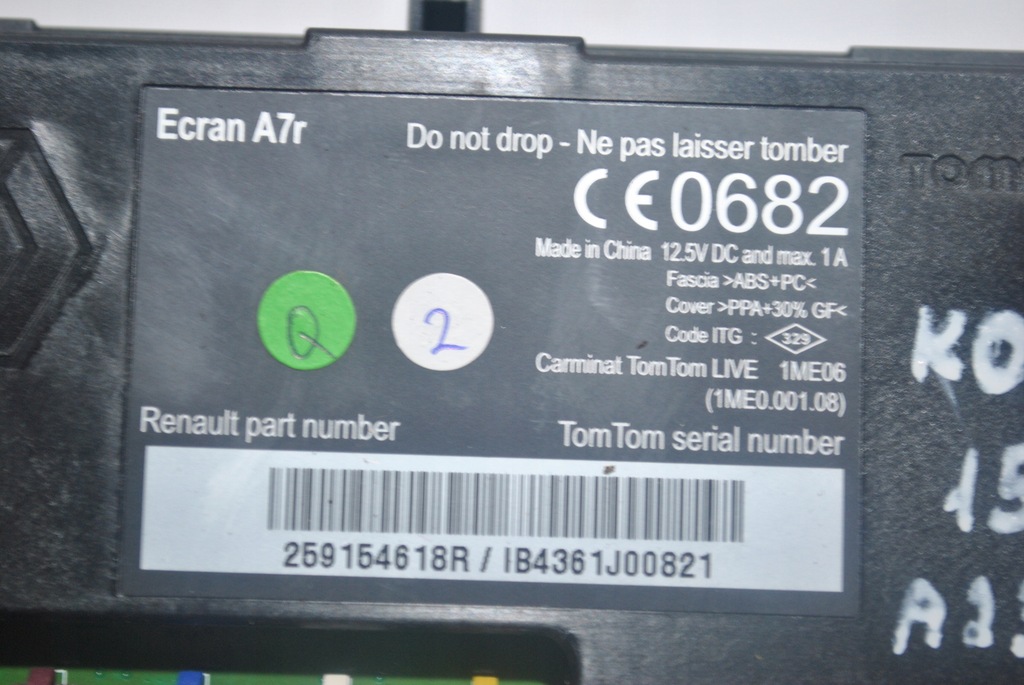 Ecran A7r
Do not drop - Ne pas laisser tomber
CE0682
Made in China 12.5V DC and max. 1 A
Fascia >ABS+PC<
Cover >PPA+30% GF<
Code ITG : 329
Carminat TomTom LIVE 1ME06
(1ME0.001.08)
Q
2
Renault part number
TomTom serial number
259154618R / IB4361J00821
KO
15